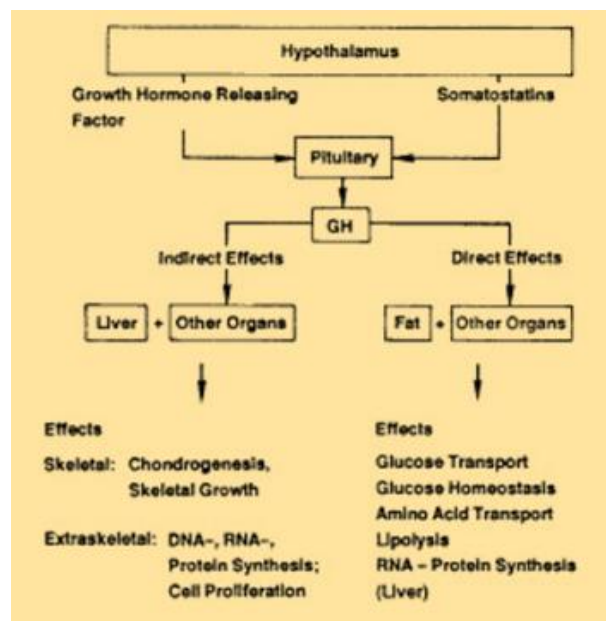 Hypothalamus
Growth Hormone Releasing
Factor
Somatostatins
Pituitary
GH
Indirect Effects
Direct Effects
Liver + Other Organs
Fat + Other Organs
Effects
Skeletal: Chondrogenesis,
Skeletal Growth
Extraskeletal: DNA–, RNA–,
Protein Synthesis;
Cell Proliferation
Effects
Glucose Transport
Glucose Homeostasis
Amino Acid Transport
Lipolysis
RNA – Protein Synthesis
(Liver)